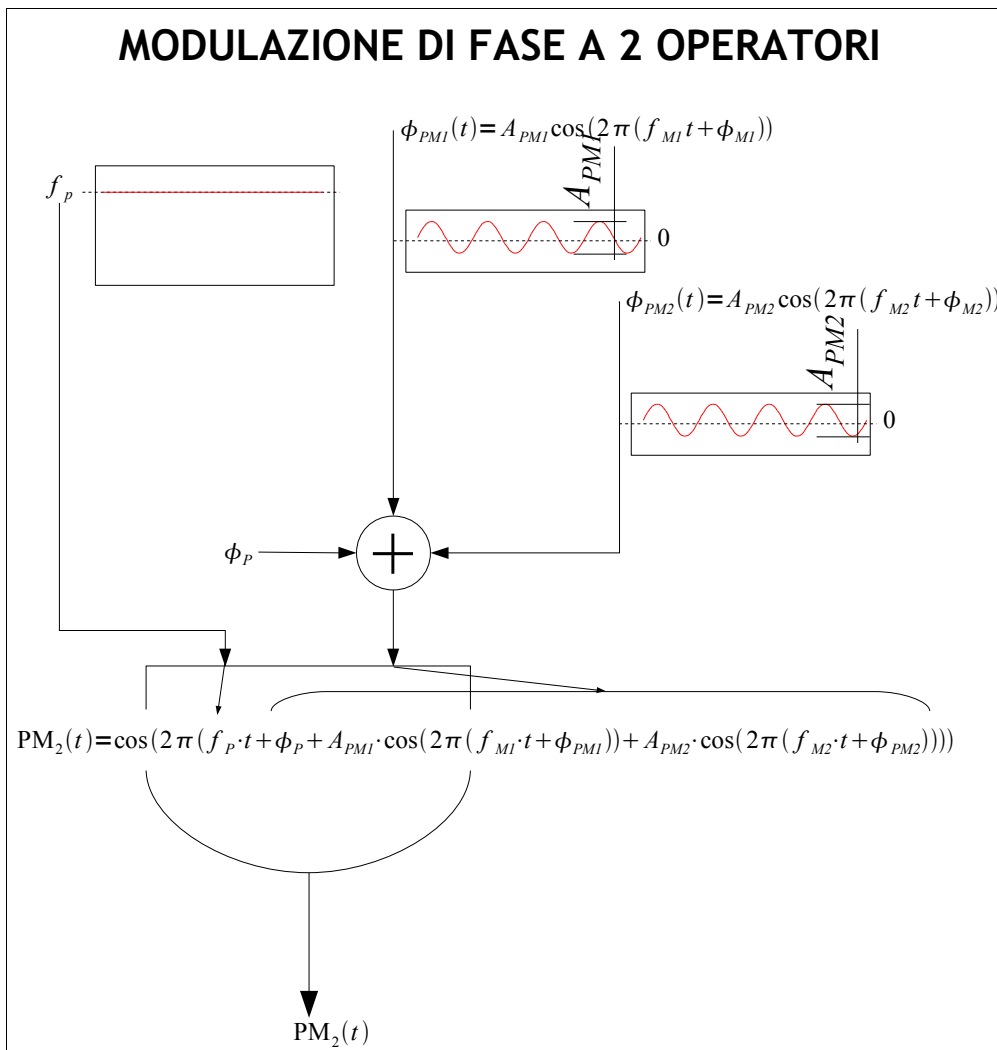 MODULAZIONE DI FASE A 2 OPERATORI
ϕ_PM1(t)=A_PM1 cos(2π(f_M1 t+ϕ_M1))
A_PM1
f_p
0
ϕ_PM2(t)=A_PM2 cos(2π(f_M2 t+ϕ_M2))
A_PM2
0
ϕ_P
+
PM_2(t)=cos(2π(f_P·t+ϕ_P+A_PM1·cos(2π(f_M1·t+ϕ_PM1))+A_PM2·cos(2π(f_M2·t+ϕ_PM2))))
PM_2(t)